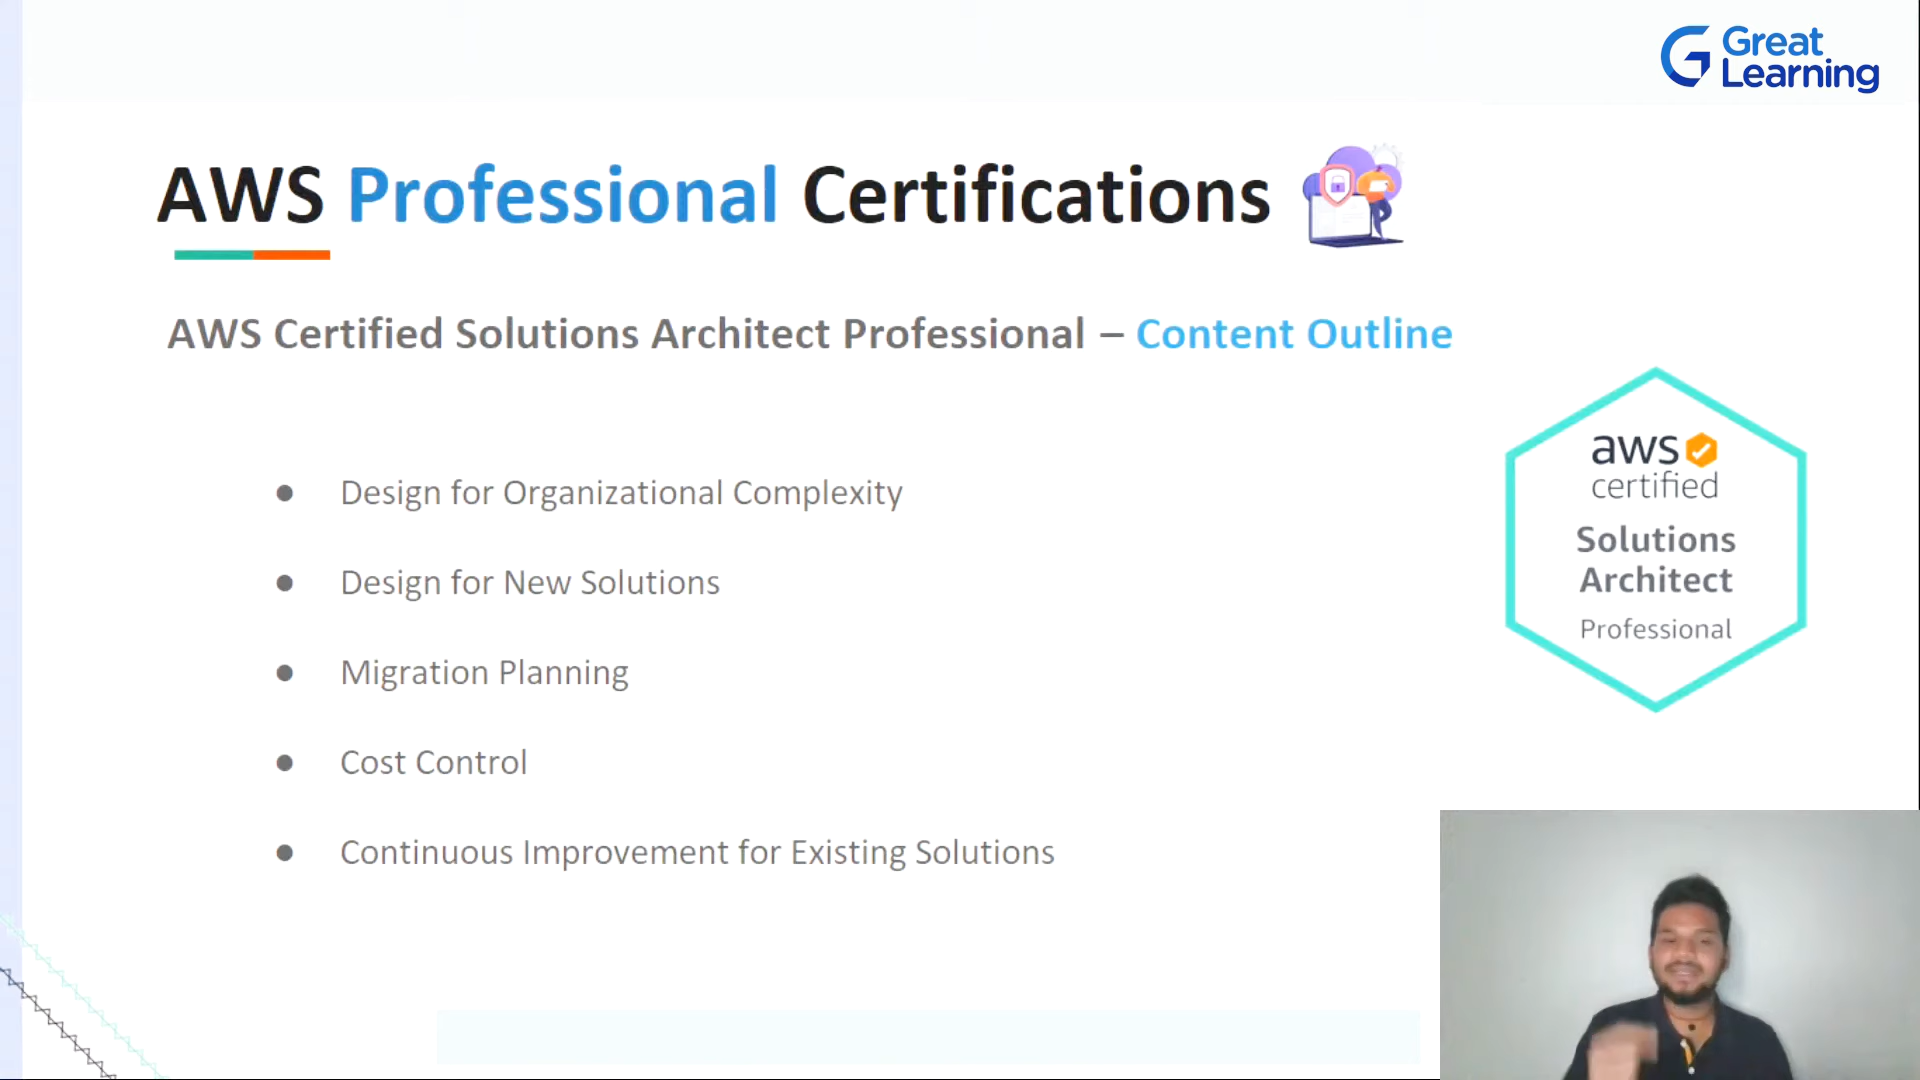 Great
Learning
AWS Professional Certifications
AWS Certified Solutions Architect Professional – Content Outline
● Design for Organizational Complexity
● Design for New Solutions
● Migration Planning
● Cost Control
● Continuous Improvement for Existing Solutions
aws
certified
Solutions
Architect
Professional